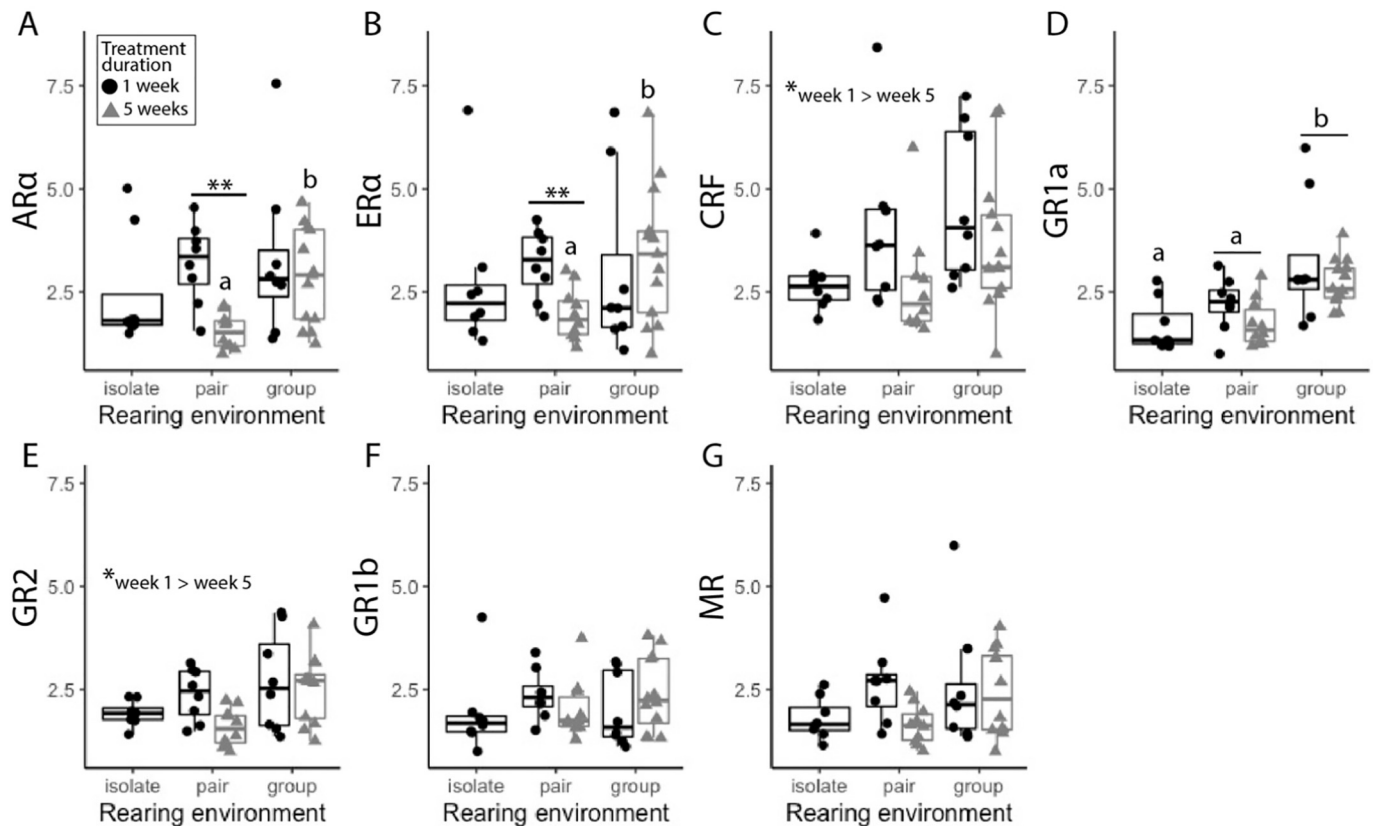 A
B
C
D
Treatment
duration
1 week
5 weeks
7.5
5.0
2.5
ARα
**
a
b
isolate pair group
Rearing environment
7.5
5.0
2.5
ERα
**
a
b
isolate pair group
Rearing environment
7.5
5.0
2.5
CRF
*week 1 > week 5
isolate pair group
Rearing environment
7.5
5.0
2.5
GR1a
a
a
b
isolate pair group
Rearing environment
E
F
G
7.5
5.0
2.5
GR2
*week 1 > week 5
isolate pair group
Rearing environment
7.5
5.0
2.5
GR1b
isolate pair group
Rearing environment
7.5
5.0
2.5
MR
isolate pair group
Rearing environment